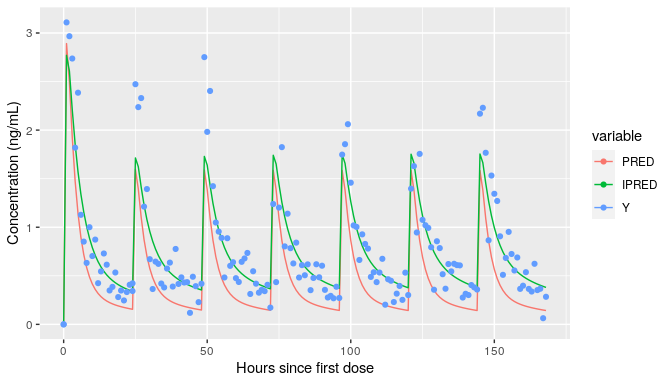 3
2
1
0
Concentration (ng/mL)
0
50
100
150
Hours since first dose
variable
PRED
IPRED
Y